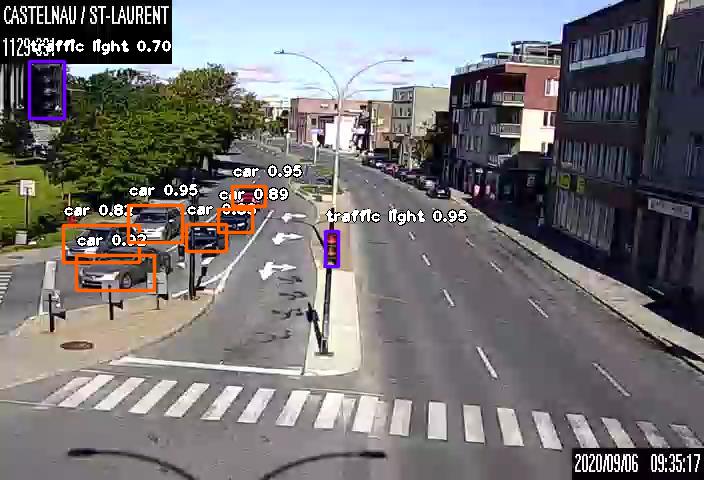 CASTELNAU / ST-LAURENT
traffic light 0.70
car 0.95
car 0.95
car 0.89
traffic light 0.95
car 0.92
2020/09/06 09:35:17